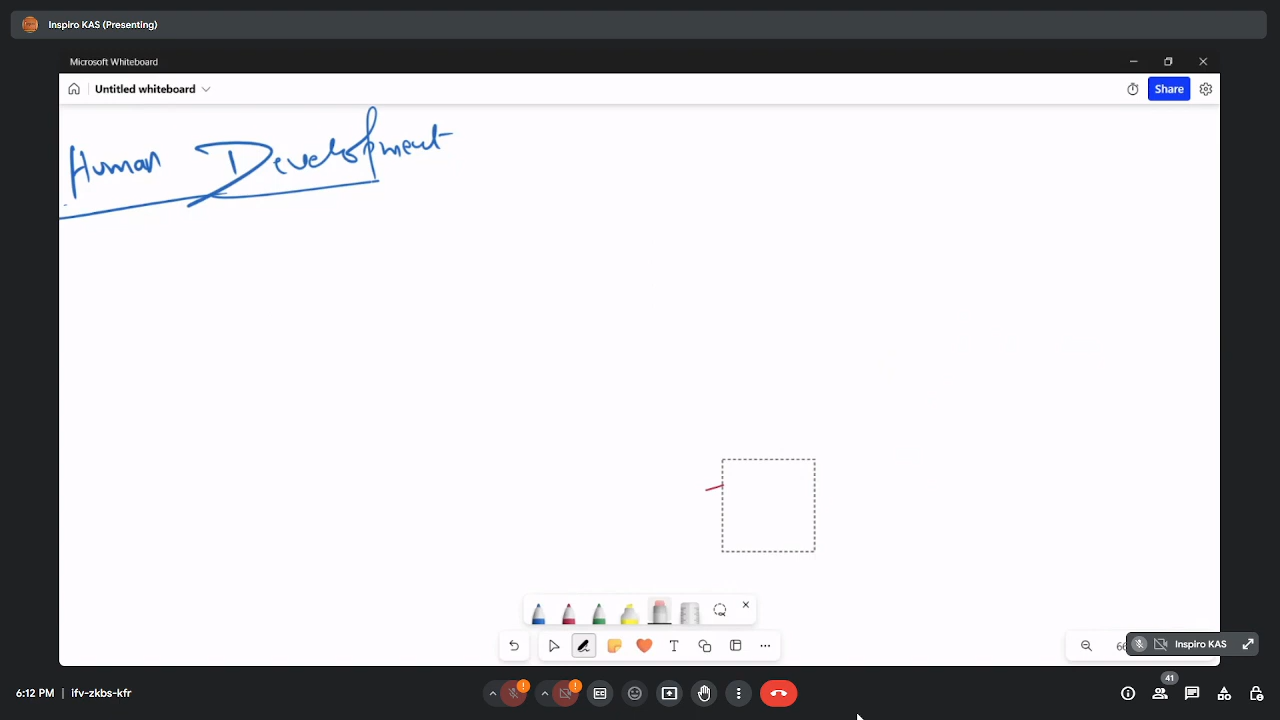 Inspiro KAS (Presenting)
Microsoft Whiteboard
Untitled whiteboard
Share
Human Development
Inspiro KAS
6:12 PM | ifv-zkbs-kfr
41